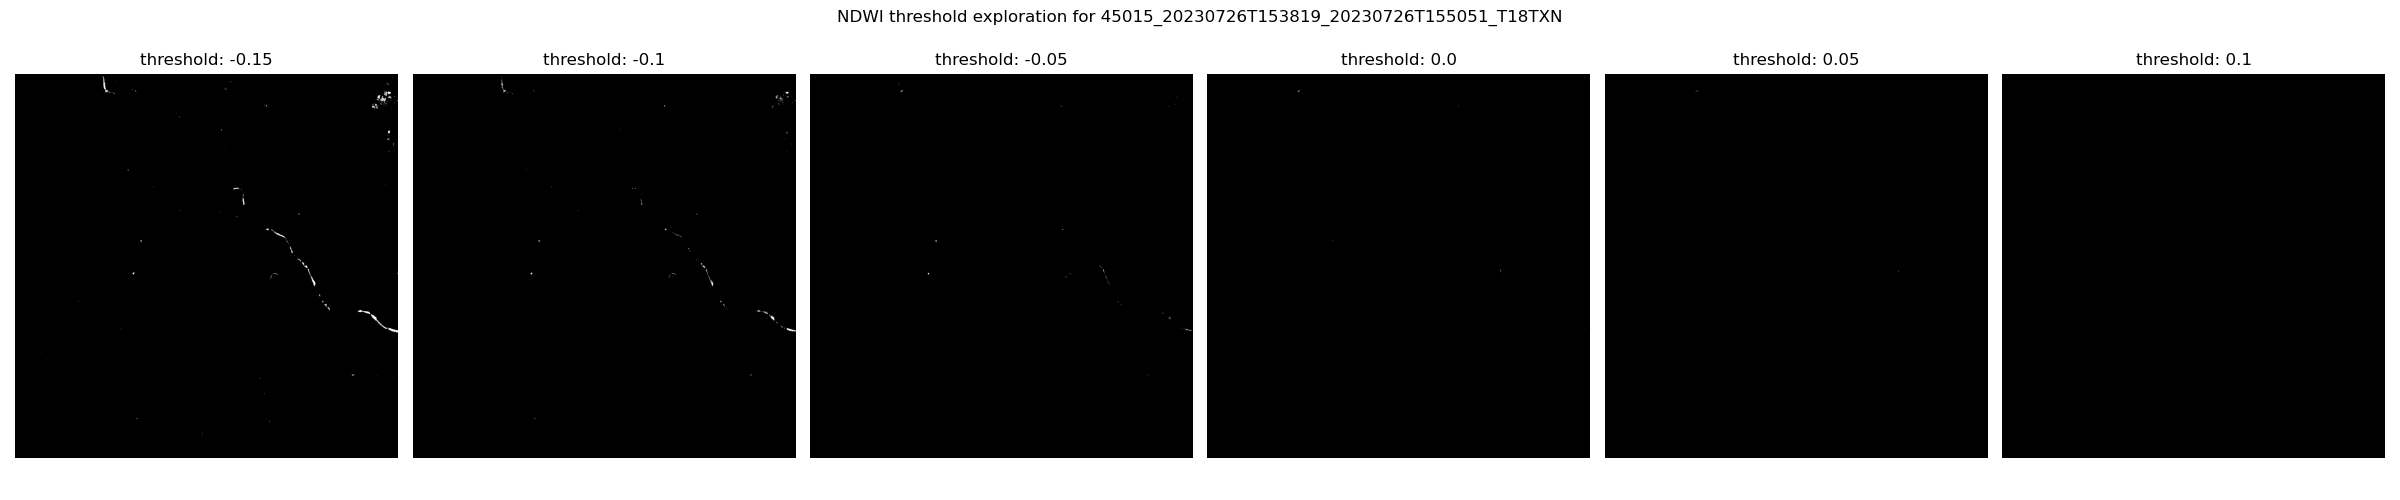 NDWI threshold exploration for 45015_20230726T153819_20230726T155051_T18TXN
threshold: -0.15
threshold: -0.1
threshold: -0.05
threshold: 0.0
threshold: 0.05
threshold: 0.1